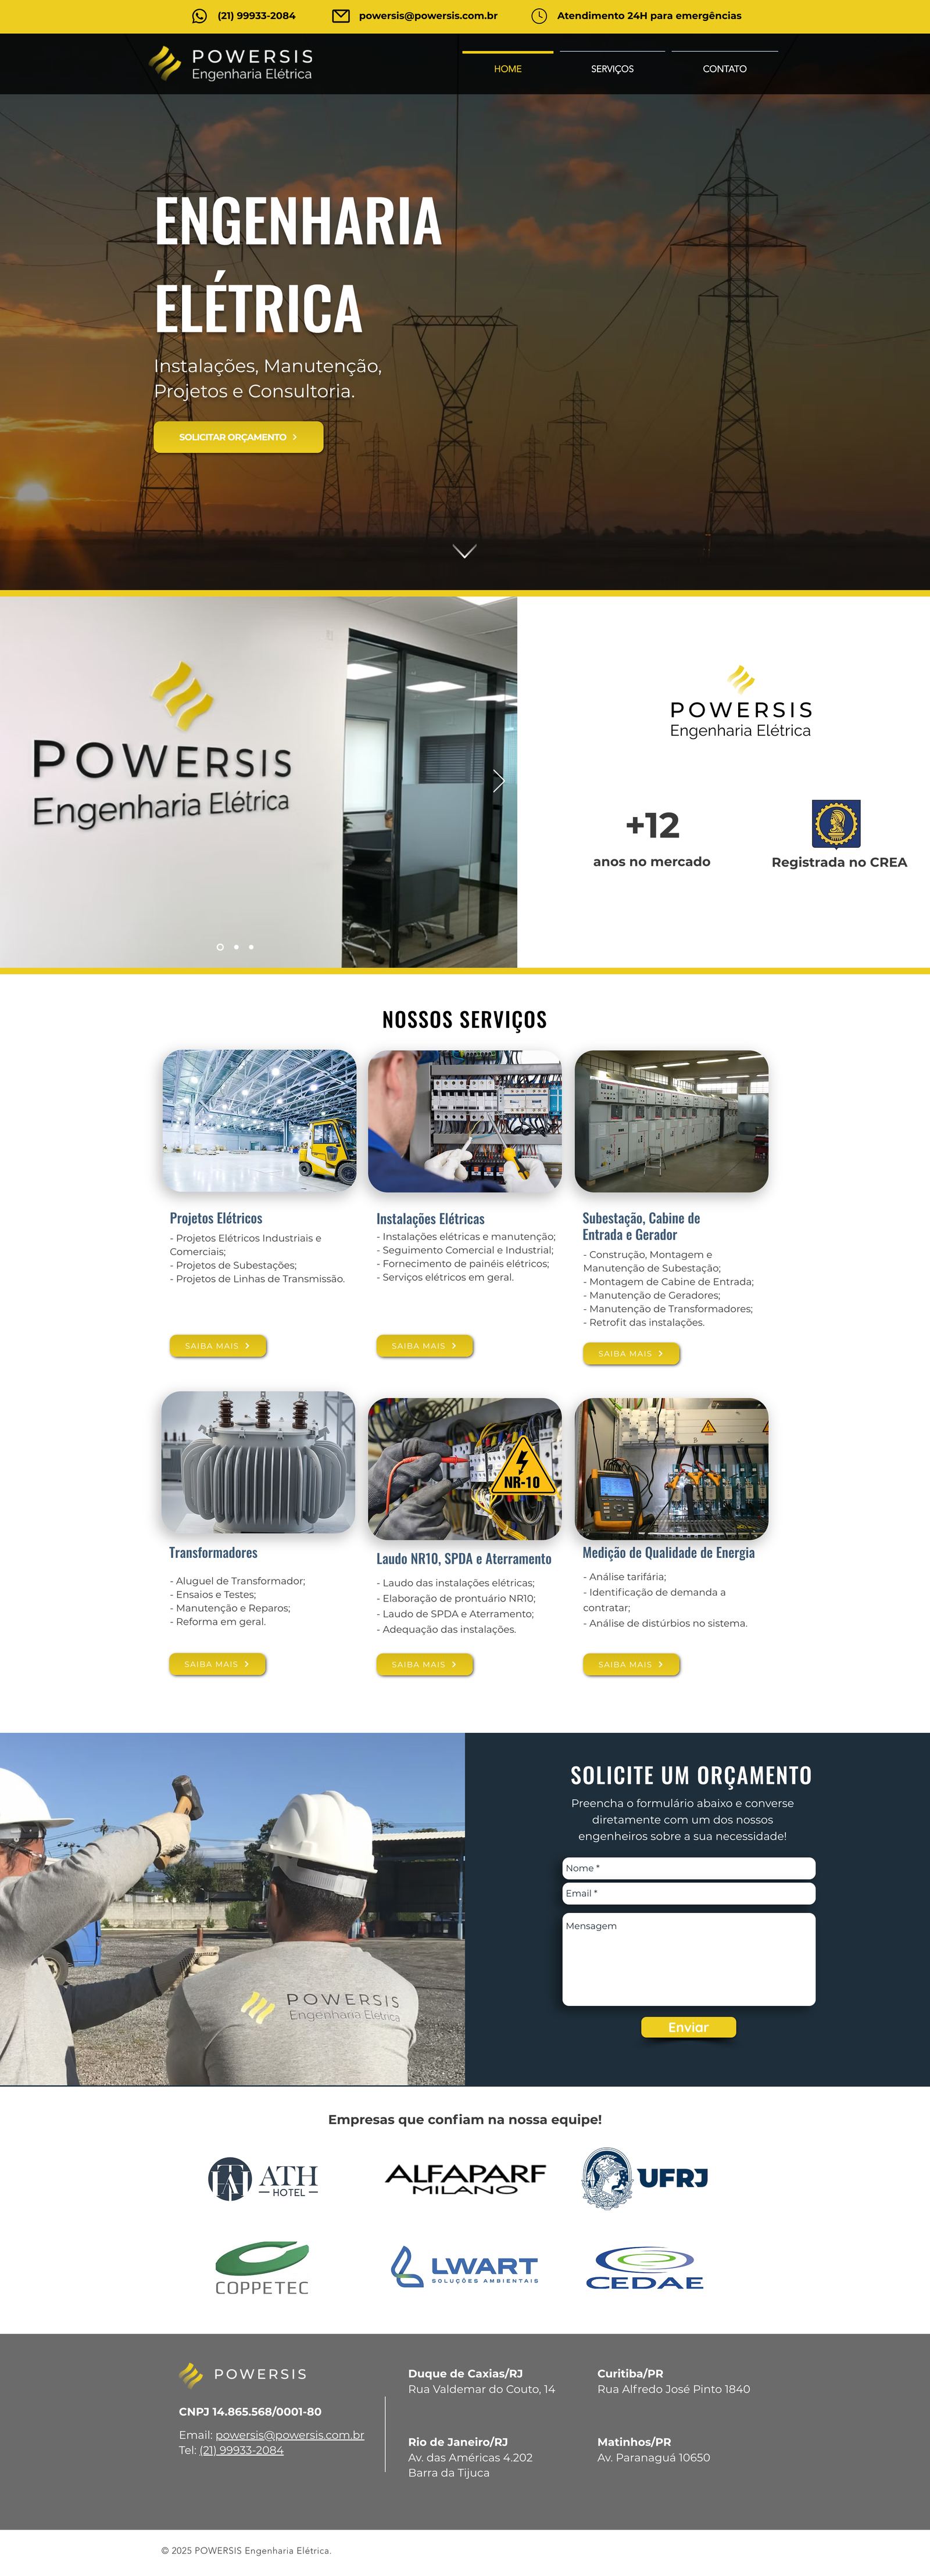 (21) 99933-2084
powersis@powersis.com.br
Atendimento 24H para emergências
POWERSIS
Engenharia Elétrica
HOME
SERVIÇOS
CONTATO
ENGENHARIA
ELÉTRICA
Instalações, Manutenção,
Projetos e Consultoria.
SOLICITAR ORÇAMENTO
POWERSIS
Engenharia Elétrica
POWERSIS
Engenharia Elétrica
+12
anos no mercado
Registrada no CREA
NOSSOS SERVIÇOS
Projetos Elétricos
- Projetos Elétricos Industriais e
Comerciais;
- Projetos de Subestações;
- Projetos de Linhas de Transmissão.
SAIBA MAIS
Instalações Elétricas
- Instalações elétricas e manutenção;
- Seguimento Comercial e Industrial;
- Fornecimento de painéis elétricos;
- Serviços elétricos em geral.
SAIBA MAIS
Subestação, Cabine de
Entrada e Gerador
- Construção, Montagem e
Manutenção de Subestação;
- Montagem de Cabine de Entrada;
- Manutenção de Geradores;
- Manutenção de Transformadores;
- Retrofit das instalações.
SAIBA MAIS
Transformadores
- Aluguel de Transformador;
- Ensaios e Testes;
- Manutenção e Reparos;
- Reforma em geral.
SAIBA MAIS
NR-10
Laudo NR10, SPDA e Aterramento
- Laudo das instalações elétricas;
- Elaboração de prontuário NR10;
- Laudo de SPDA e Aterramento;
- Adequação das instalações.
SAIBA MAIS
Medição de Qualidade de Energia
- Análise tarifária;
- Identificação de demanda a
contratar;
- Análise de distúrbios no sistema.
SAIBA MAIS
POWERSIS
Engenharia Elétrica
SOLICITE UM ORÇAMENTO
Preencha o formulário abaixo e converse
diretamente com um dos nossos
engenheiros sobre a sua necessidade!
Nome *
Email *
Mensagem
Enviar
Empresas que confiam na nossa equipe!
ATH
HOTEL
ALFAPARF
MILANO
UFRJ
COPPETEC
LWART
SOLUÇÕES AMBIENTAIS
CEDAE
POWERSIS
CNPJ 14.865.568/0001-80
Email: powersis@powersis.com.br
Tel: (21) 99933-2084
Duque de Caxias/RJ
Rua Valdemar do Couto, 14
Curitiba/PR
Rua Alfredo José Pinto 1840
Rio de Janeiro/RJ
Av. das Américas 4.202
Barra da Tijuca
Matinhos/PR
Av. Paranaguá 10650
© 2025 POWERSIS Engenharia Elétrica.